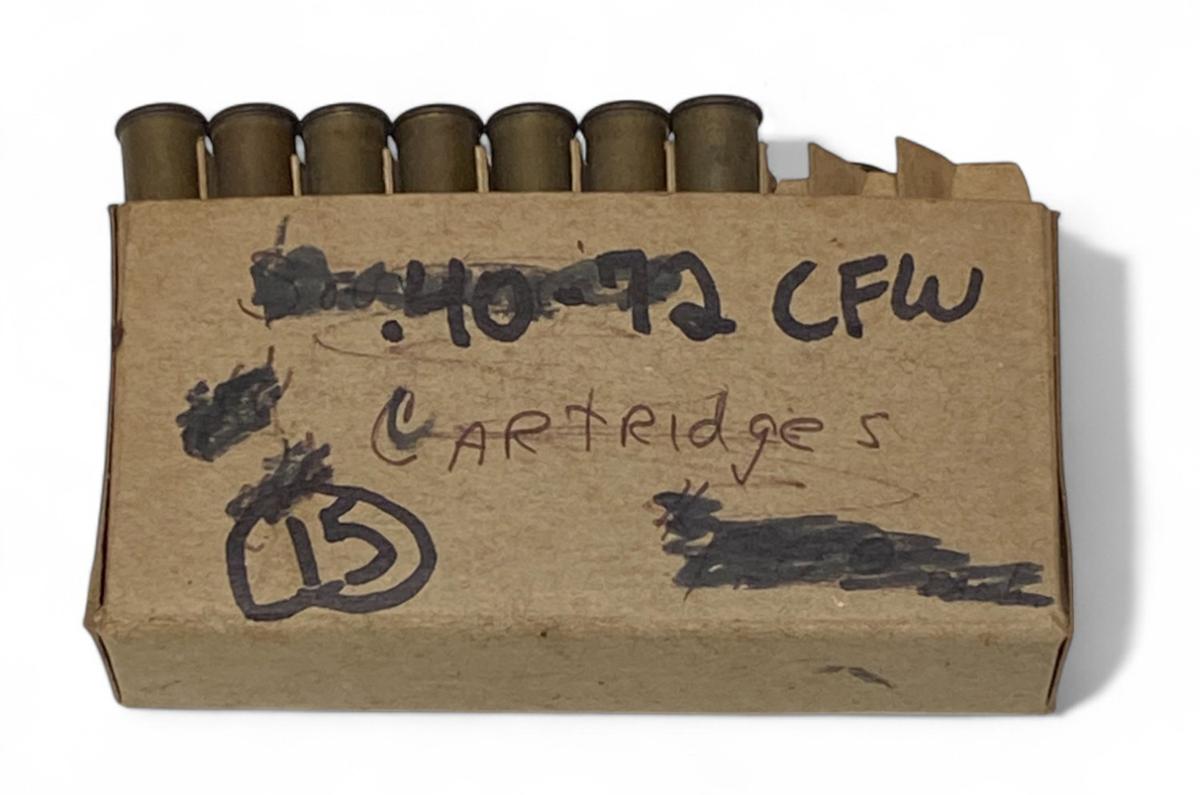 .40-72 CFW
CARtRIdges
15